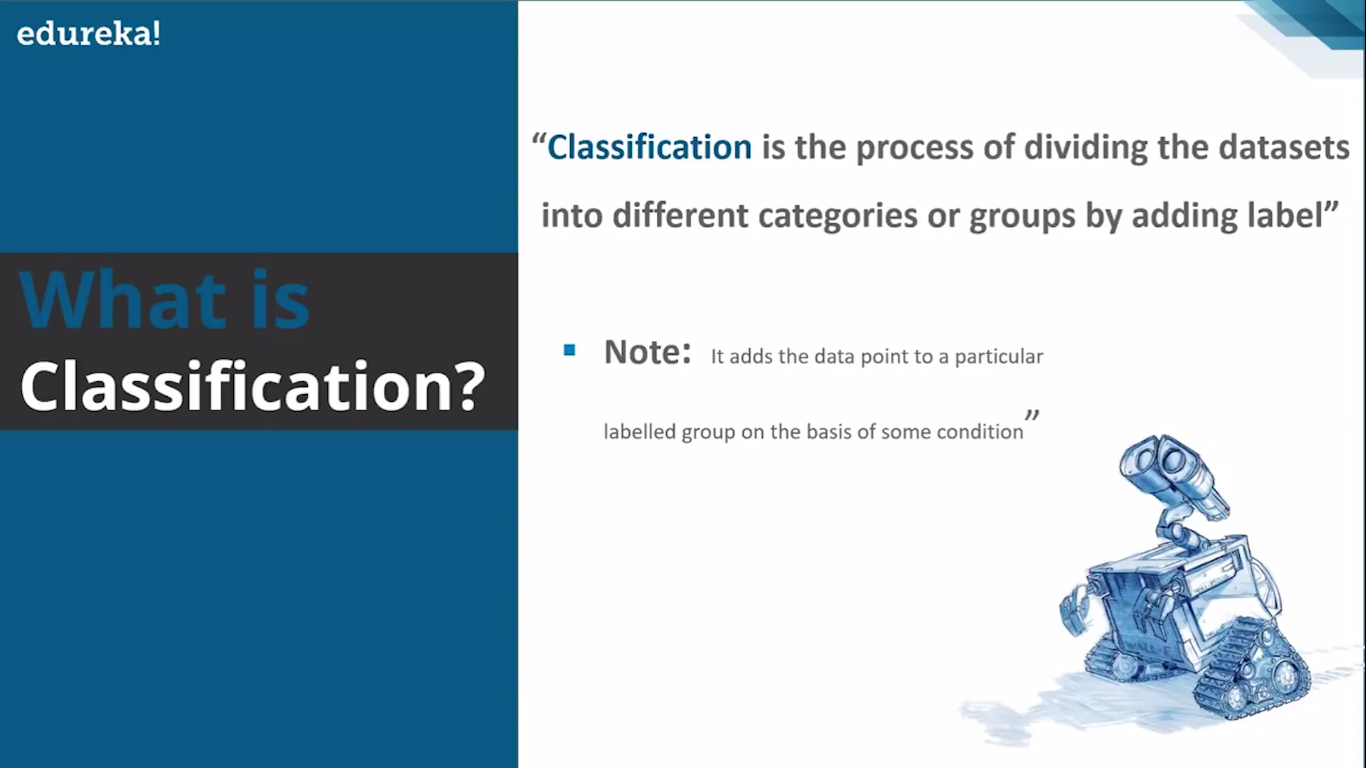 edureka!
What is
Classification?
“Classification is the process of dividing the datasets
into different categories or groups by adding label”
Note: It adds the data point to a particular
labelled group on the basis of some condition”